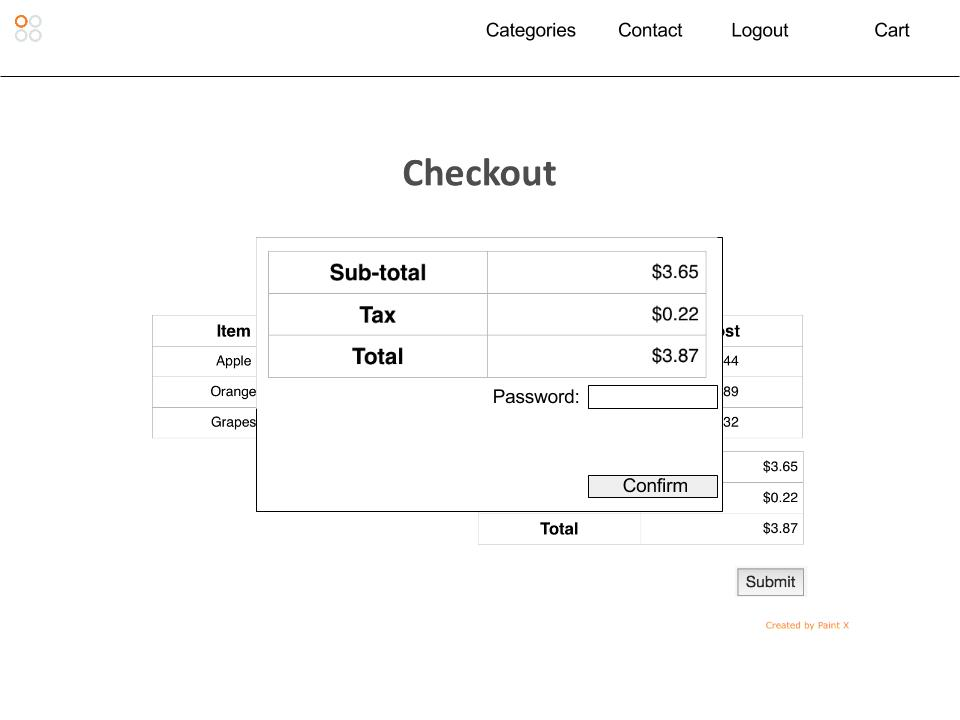 Categories Contact Logout Cart
Checkout
Sub-total $3.65
Tax $0.22
Total $3.87
Item
Apple 44
Orange 89
Grapes 32
Password:
$3.65
Confirm
$0.22
Total $3.87
Submit
Created by Paint X